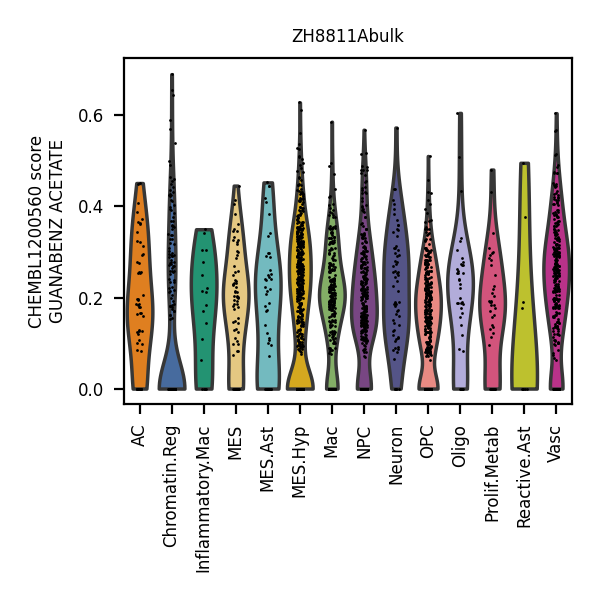 ZH8811Abulk
CHEMBL1200560 score
GUANABENZ ACETATE
0.6
0.4
0.2
0.0
AC
Chromatin.Reg
Inflammatory.Mac
MES
MES.Ast
MES.Hyp
Mac
NPC
Neuron
OPC
Oligo
Prolif.Metab
Reactive.Ast
Vasc